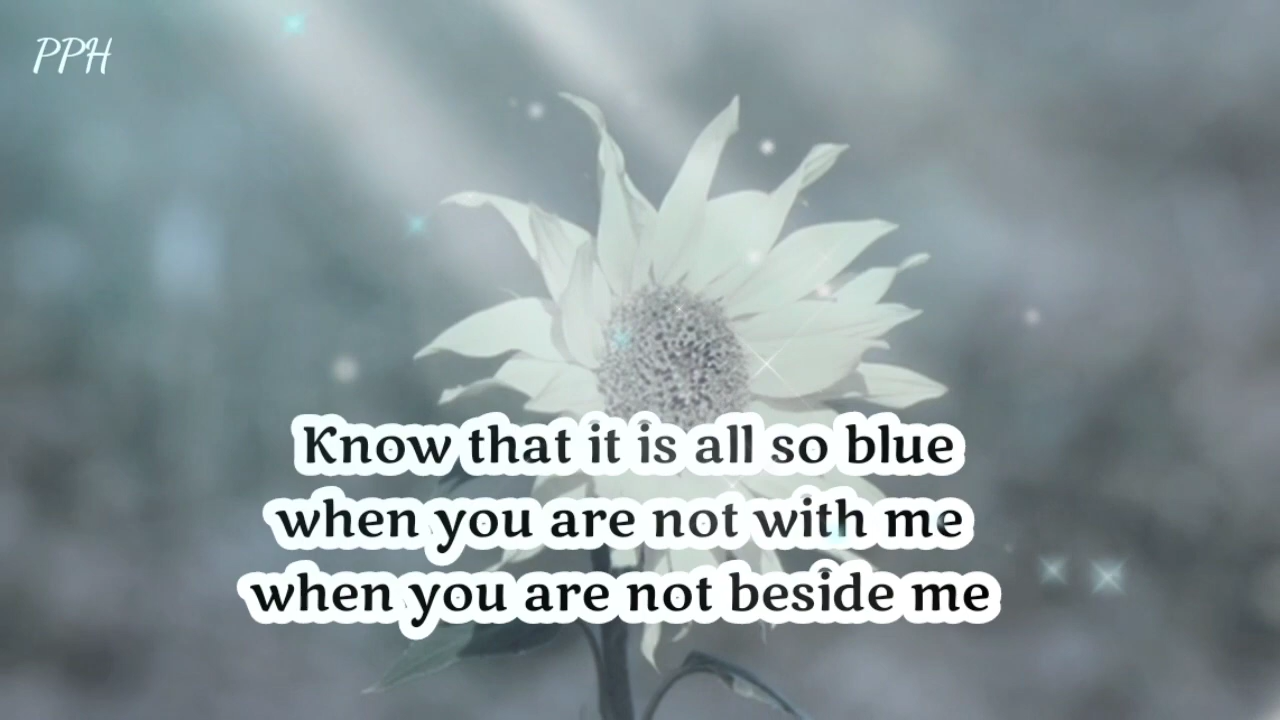 PPH
Know that it is all so blue
when you are not with me
when you are not beside me